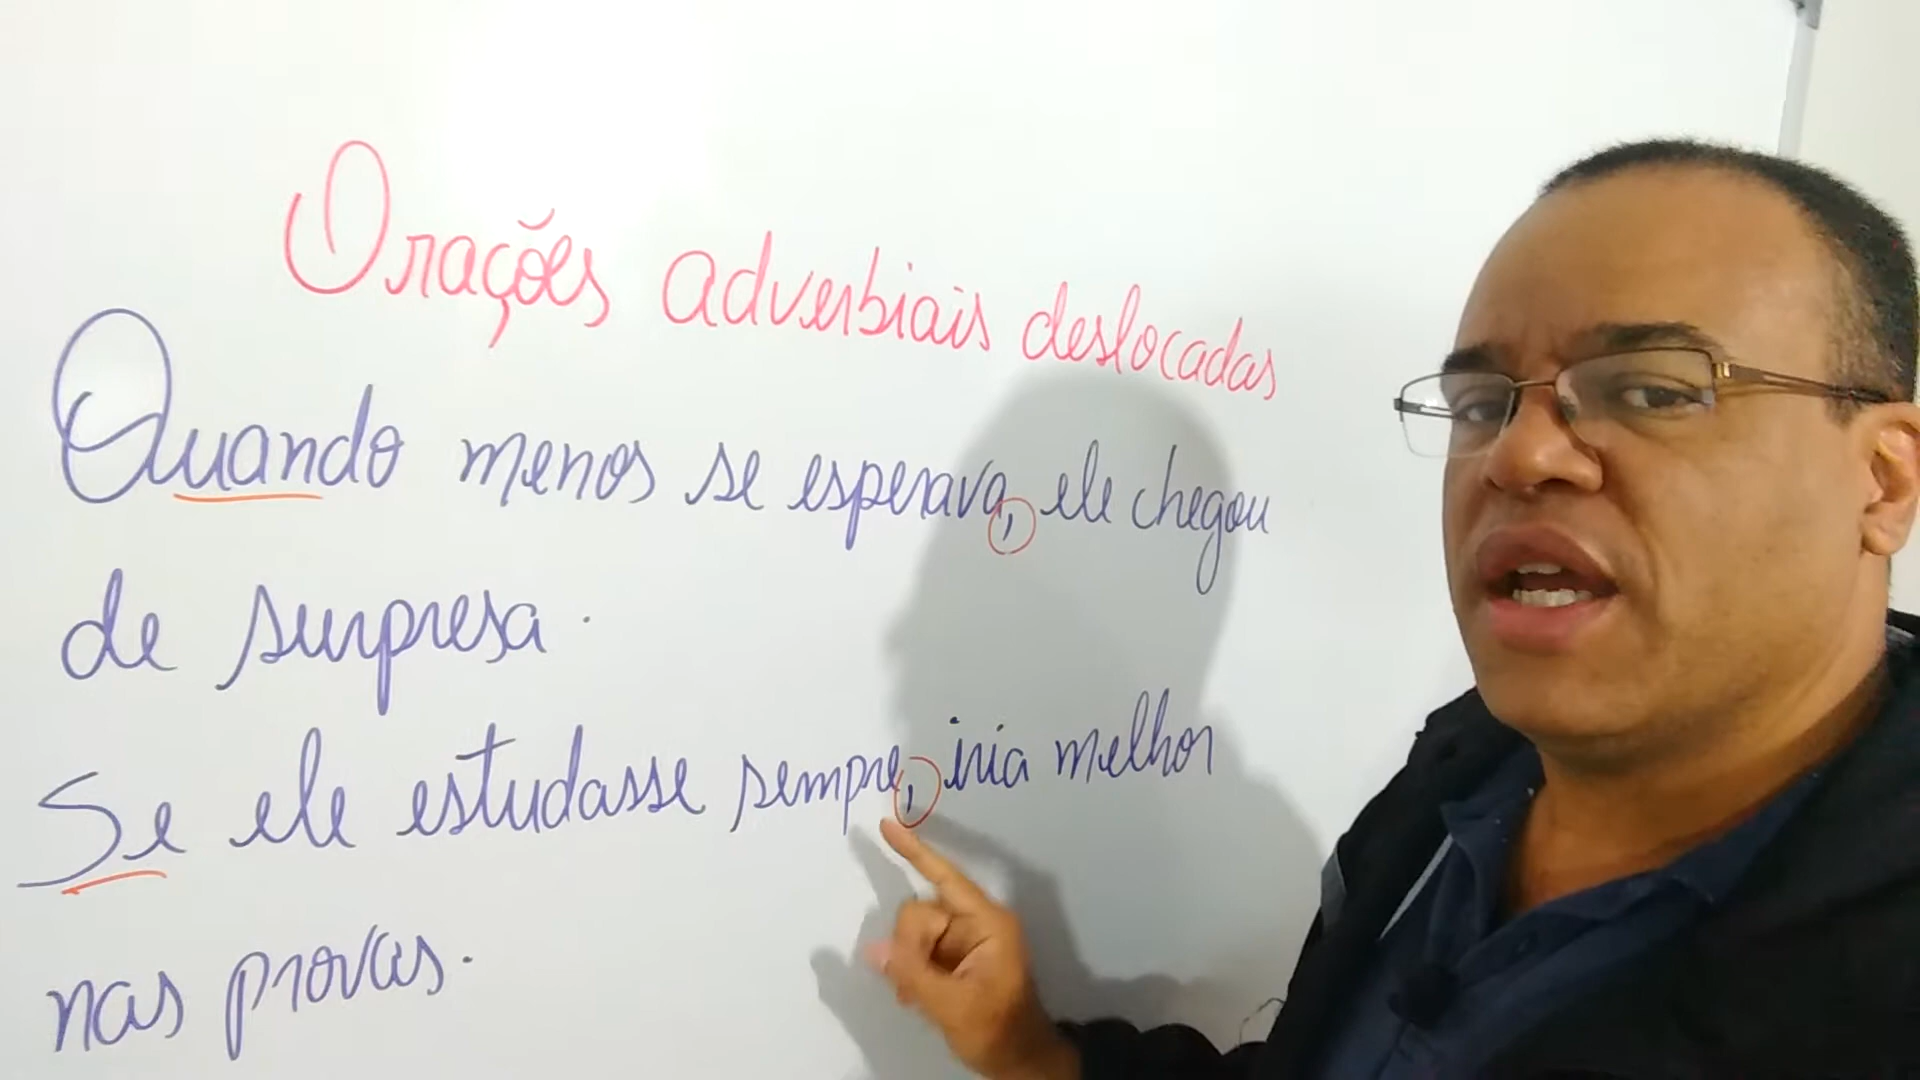 Orações adverbiais deslocadas
Quando menos se esperava, ele chegou
de surpresa.
Se ele estudasse sempre, iria melhor
nas provas.